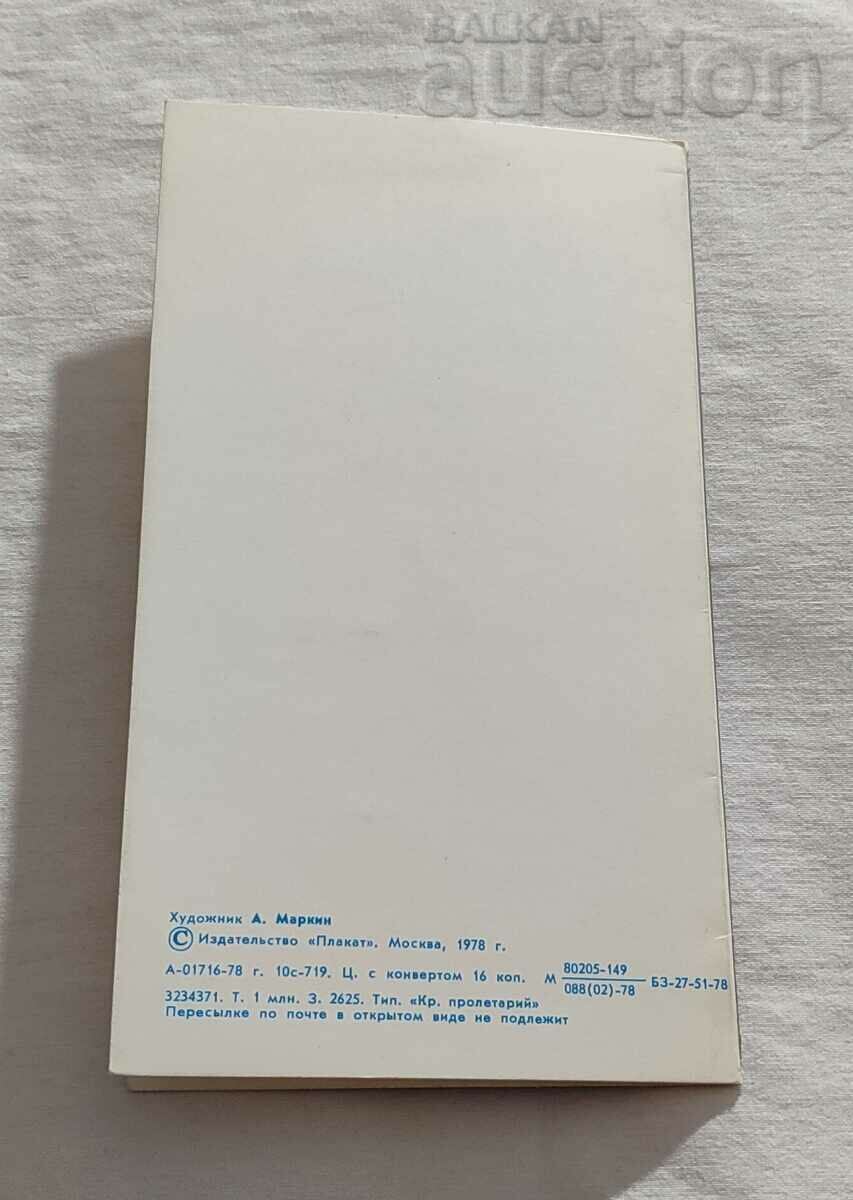 BALKAN
auction
Художник А. Маркин
© Издательство «Плакат». Москва, 1978 г.
А-01716-78 г. 10с-719. Ц. с конвертом 16 коп. М 80205-149 / 088(02)-78 БЗ-27-51-78
3234371. Т. 1 млн. З. 2625. Тип. «Кр. пролетарий»
Пересылке по почте в открытом виде не подлежит